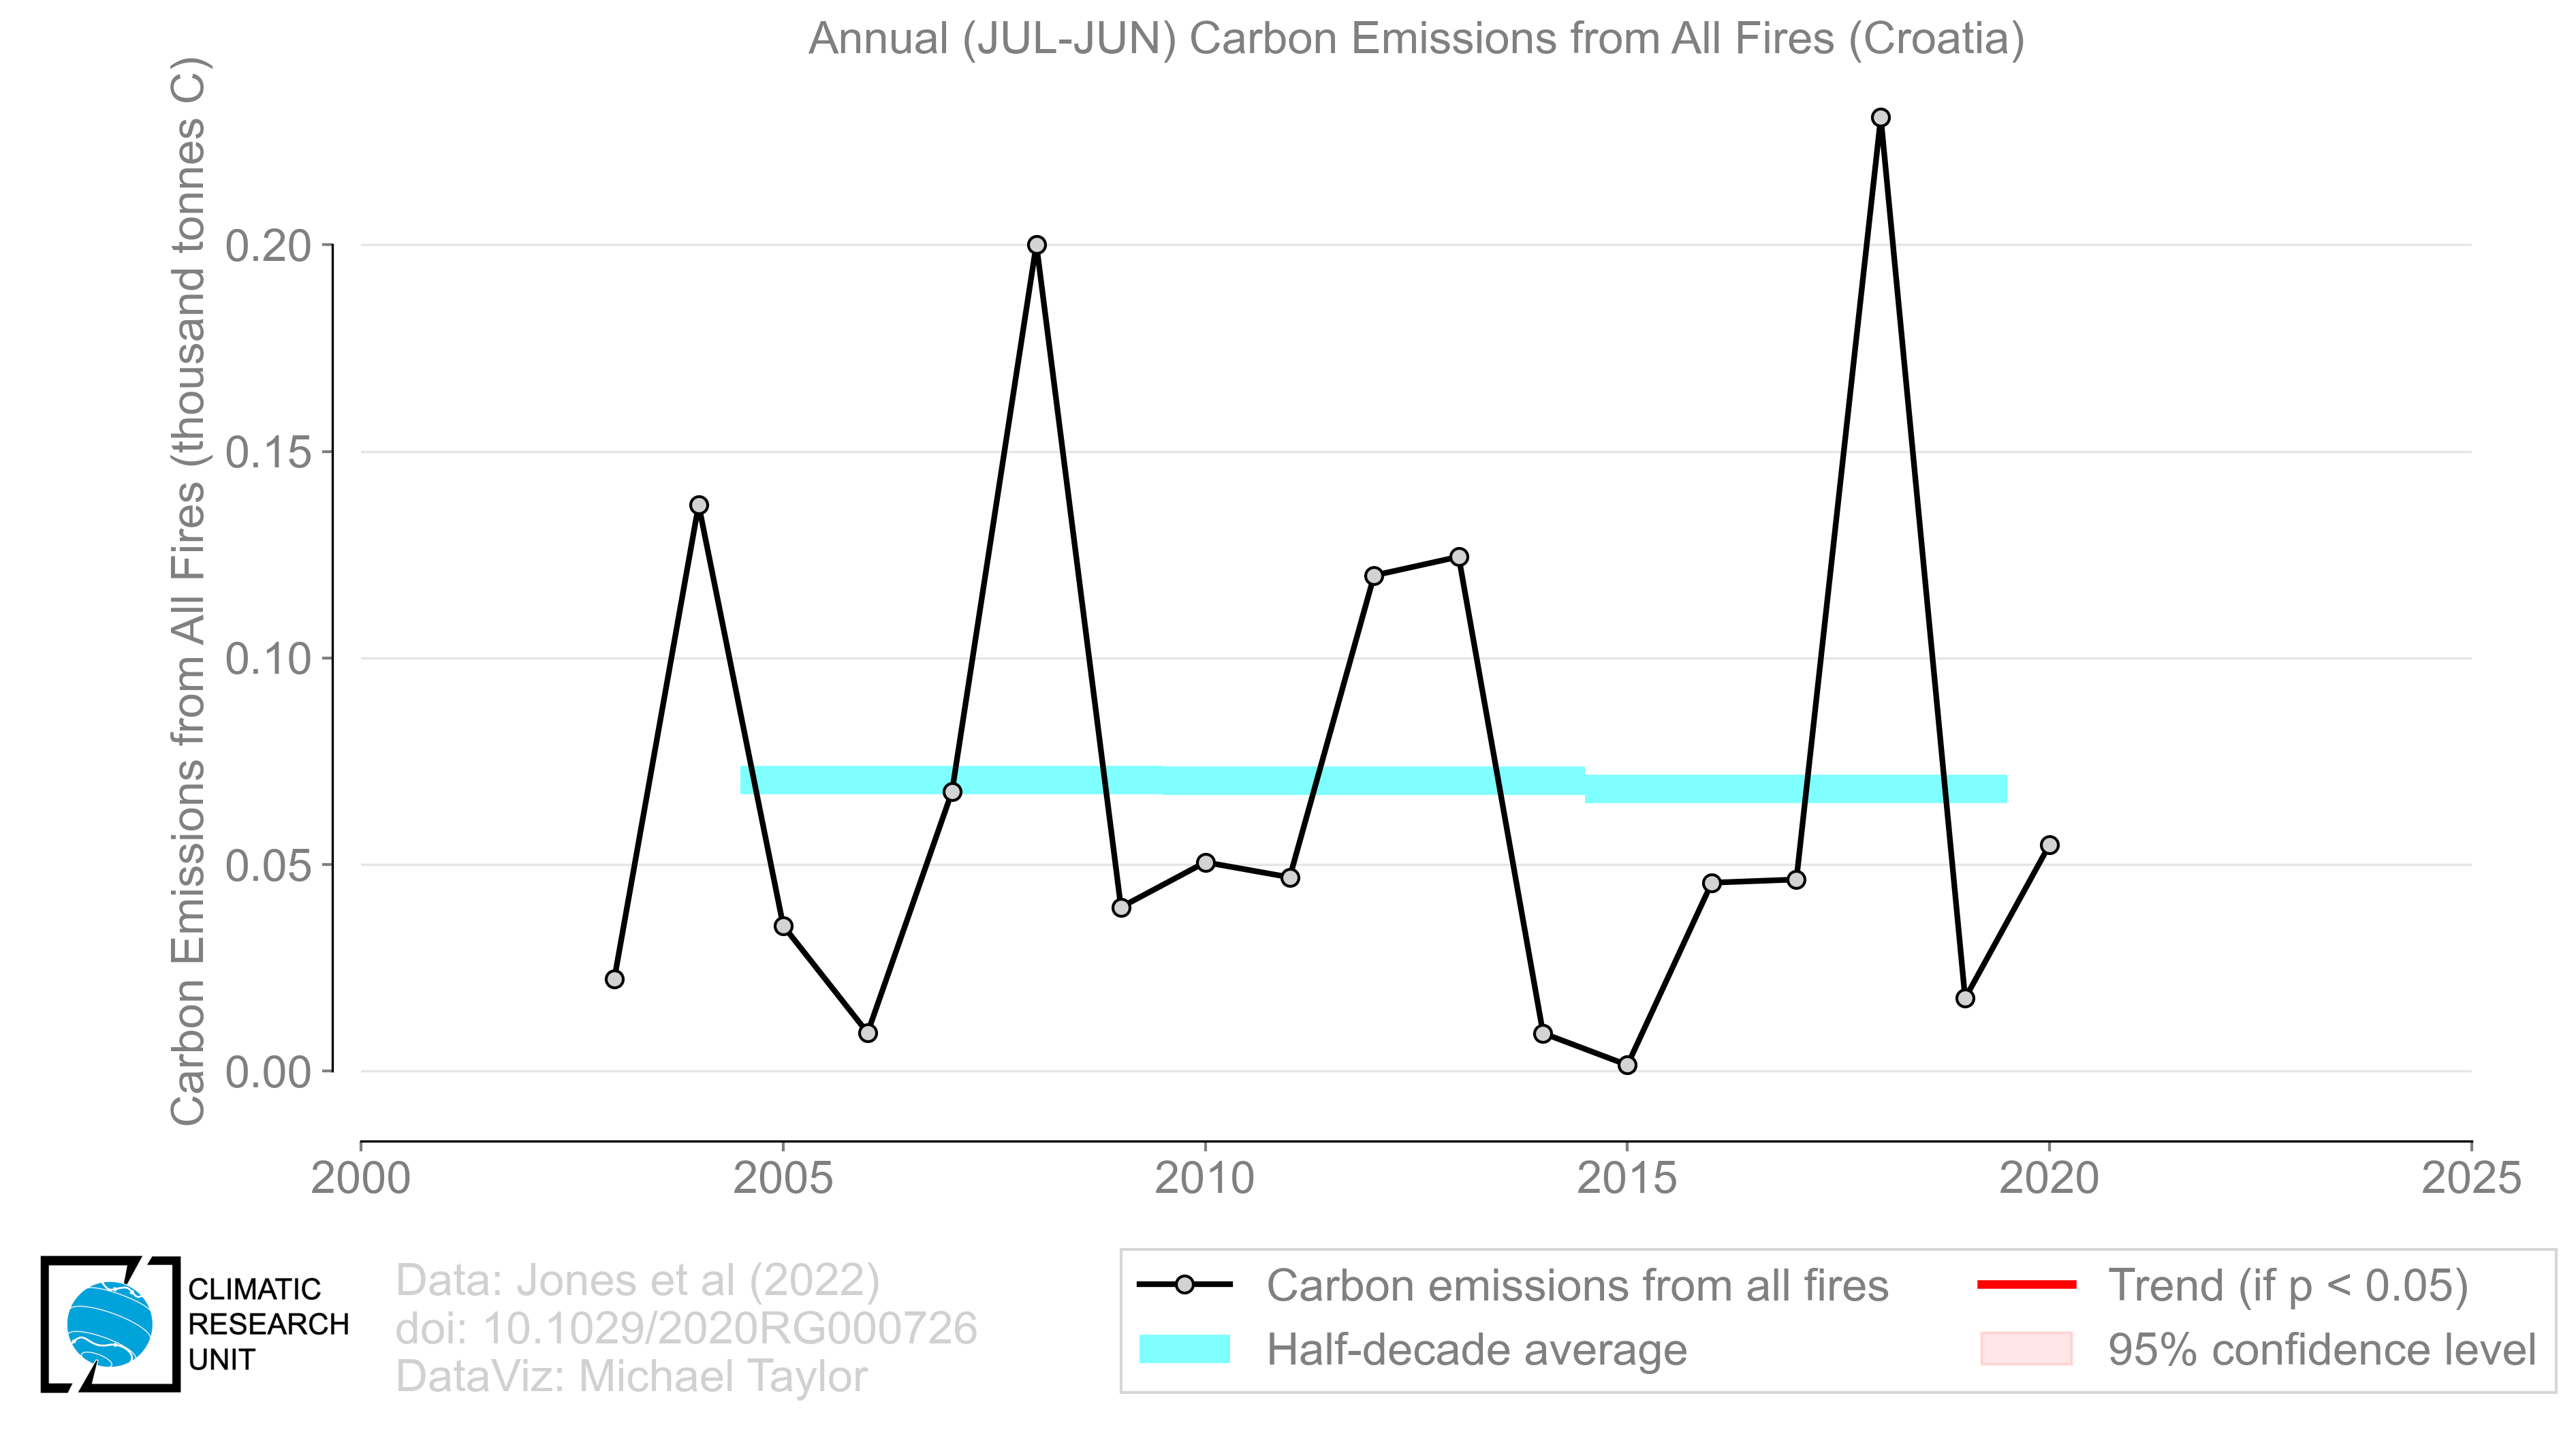 Annual (JUL-JUN) Carbon Emissions from All Fires (Croatia)
Carbon Emissions from All Fires (thousand tonnes C)
0.20
0.15
0.10
0.05
0.00
2000 2005 2010 2015 2020 2025
CLIMATIC
RESEARCH
UNIT
Data: Jones et al (2022)
doi: 10.1029/2020RG000726
DataViz: Michael Taylor
Carbon emissions from all fires
Half-decade average
Trend (if p < 0.05)
95% confidence level